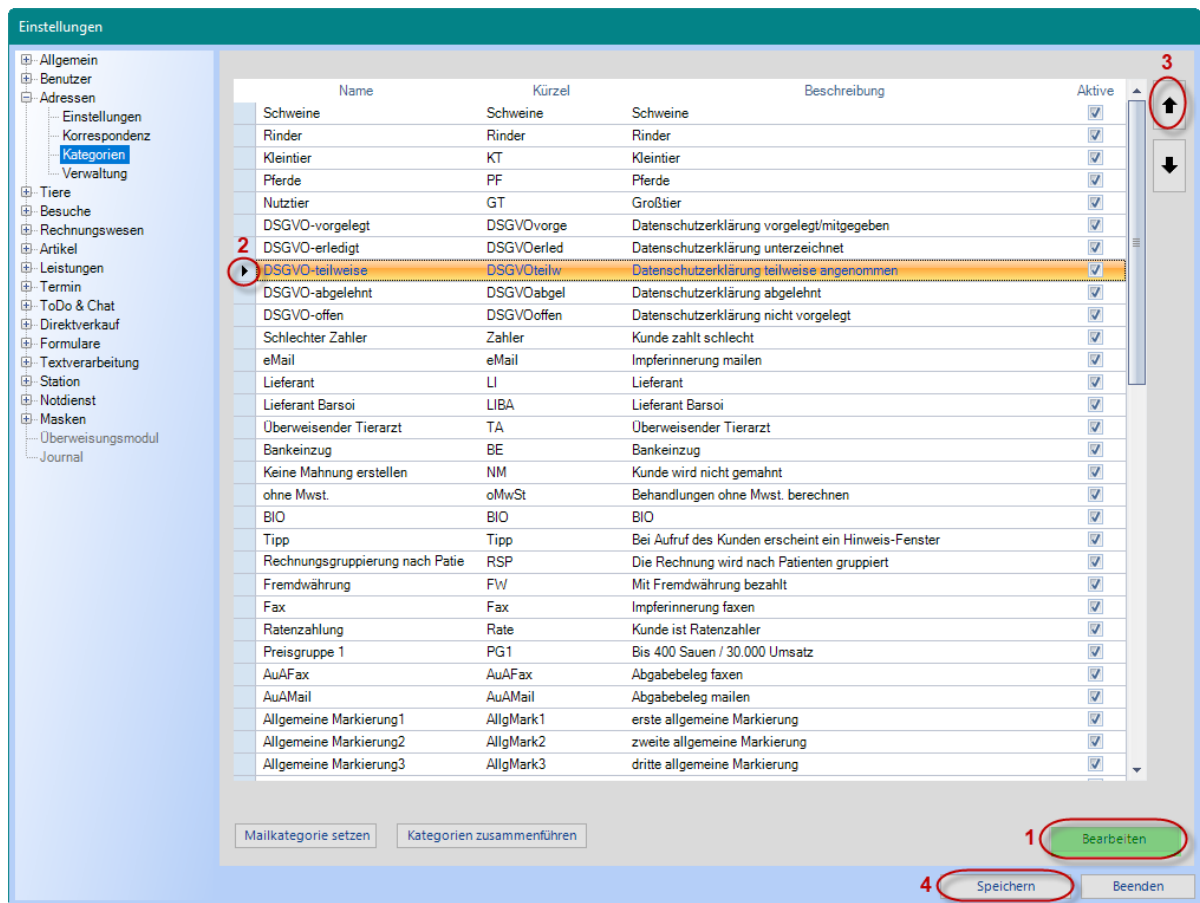 Einstellungen
Allgemein
Benutzer
Adressen
Einstellungen
Korrespondenz
Kategorien
Verwaltung
Tiere
Besuche
Rechnungswesen
Artikel
Leistungen
Termin
ToDo & Chat
Direktverkauf
Formulare
Textverarbeitung
Station
Notdienst
Masken
Überweisungsmodul
Journal
3
Name Kürzel Beschreibung Aktive
Schweine Schweine Schweine
Rinder Rinder Rinder
Kleintier KT Kleintier
Pferde PF Pferde
Nutztier GT Großtier
DSGVO-vorgelegt DSGVOvorge Datenschutzerklärung vorgelegt/mitgegeben
DSGVO-erledigt DSGVOerled Datenschutzerklärung unterzeichnet
2
DSGVO-teilweise DSGVOteilw Datenschutzerklärung teilweise angenommen
DSGVO-abgelehnt DSGVOabgel Datenschutzerklärung abgelehnt
DSGVO-offen DSGVOoffen Datenschutzerklärung nicht vorgelegt
Schlechter Zahler Zahler Kunde zahlt schlecht
eMail eMail Impferinnerung mailen
Lieferant LI Lieferant
Lieferant Barsoi LIBA Lieferant Barsoi
Überweisender Tierarzt TA Überweisender Tierarzt
Bankeinzug BE Bankeinzug
Keine Mahnung erstellen NM Kunde wird nicht gemahnt
ohne Mwst. oMwSt Behandlungen ohne Mwst. berechnen
BIO BIO BIO
Tipp Tipp Bei Aufruf des Kunden erscheint ein Hinweis-Fenster
Rechnungsgruppierung nach Patie RSP Die Rechnung wird nach Patienten gruppiert
Fremdwährung FW Mit Fremdwährung bezahlt
Fax Fax Impferinnerung faxen
Ratenzahlung Rate Kunde ist Ratenzahler
Preisgruppe 1 PG1 Bis 400 Sauen / 30.000 Umsatz
AuAFax AuAFax Abgabebeleg faxen
AuAMail AuAMail Abgabebeleg mailen
Allgemeine Markierung1 AllgMark1 erste allgemeine Markierung
Allgemeine Markierung2 AllgMark2 zweite allgemeine Markierung
Allgemeine Markierung3 AllgMark3 dritte allgemeine Markierung
Mailkategorie setzen Kategorien zusammenführen 1 Bearbeiten
4 Speichern Beenden